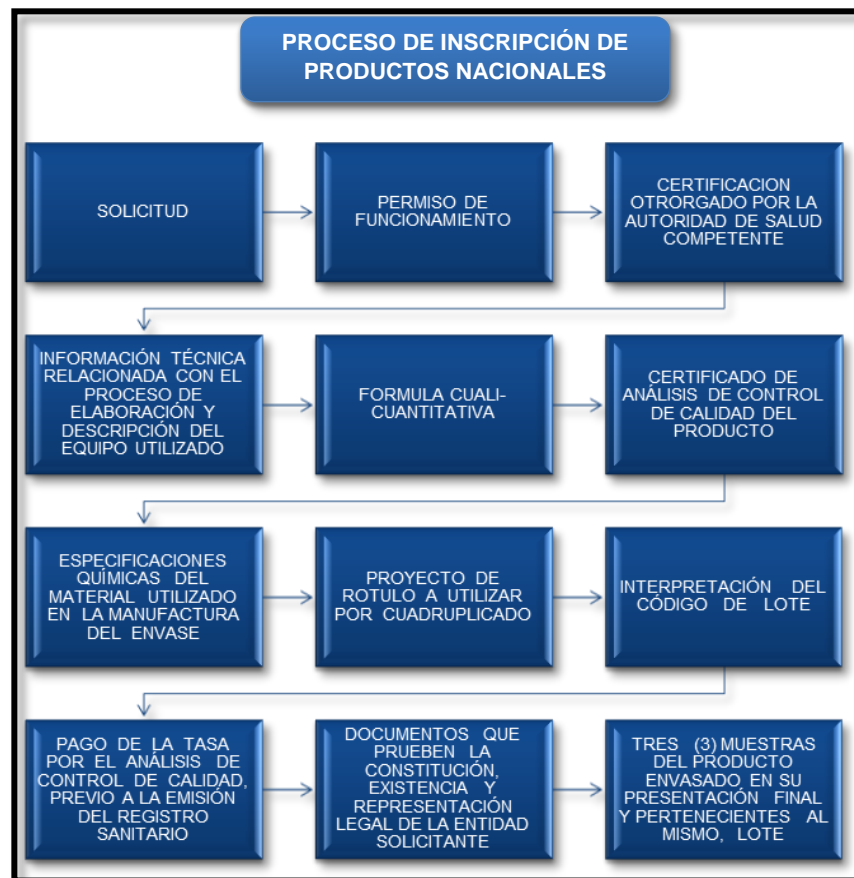 PROCESO DE INSCRIPCIÓN DE
PRODUCTOS NACIONALES
SOLICITUD
PERMISO DE
FUNCIONAMIENTO
CERTIFICACION
OTRORGADO POR LA
AUTORIDAD DE SALUD
COMPETENTE
INFORMACIÓN TÉCNICA
RELACIONADA CON EL
PROCESO DE
ELABORACIÓN Y
DESCRIPCIÓN DEL
EQUIPO UTILIZADO
FORMULA CUALI-
CUANTITATIVA
CERTIFICADO DE
ANÁLISIS DE CONTROL
DE CALIDAD DEL
PRODUCTO
ESPECIFICACIONES
QUÍMICAS DEL
MATERIAL UTILIZADO
EN LA MANUFACTURA
DEL ENVASE
PROYECTO DE
ROTULO A UTILIZAR
POR CUADRUPLICADO
INTERPRETACIÓN DEL
CÓDIGO DE LOTE
PAGO DE LA TASA
POR EL ANÁLISIS DE
CONTROL DE CALIDAD,
PREVIO A LA EMISIÓN
DEL REGISTRO
SANITARIO
DOCUMENTOS QUE
PRUEBEN LA
CONSTITUCIÓN,
EXISTENCIA Y
REPRESENTACIÓN
LEGAL DE LA ENTIDAD
SOLICITANTE
TRES (3) MUESTRAS
DEL PRODUCTO
ENVASADO EN SU
PRESENTACIÓN FINAL
Y PERTENECIENTES AL
MISMO, LOTE